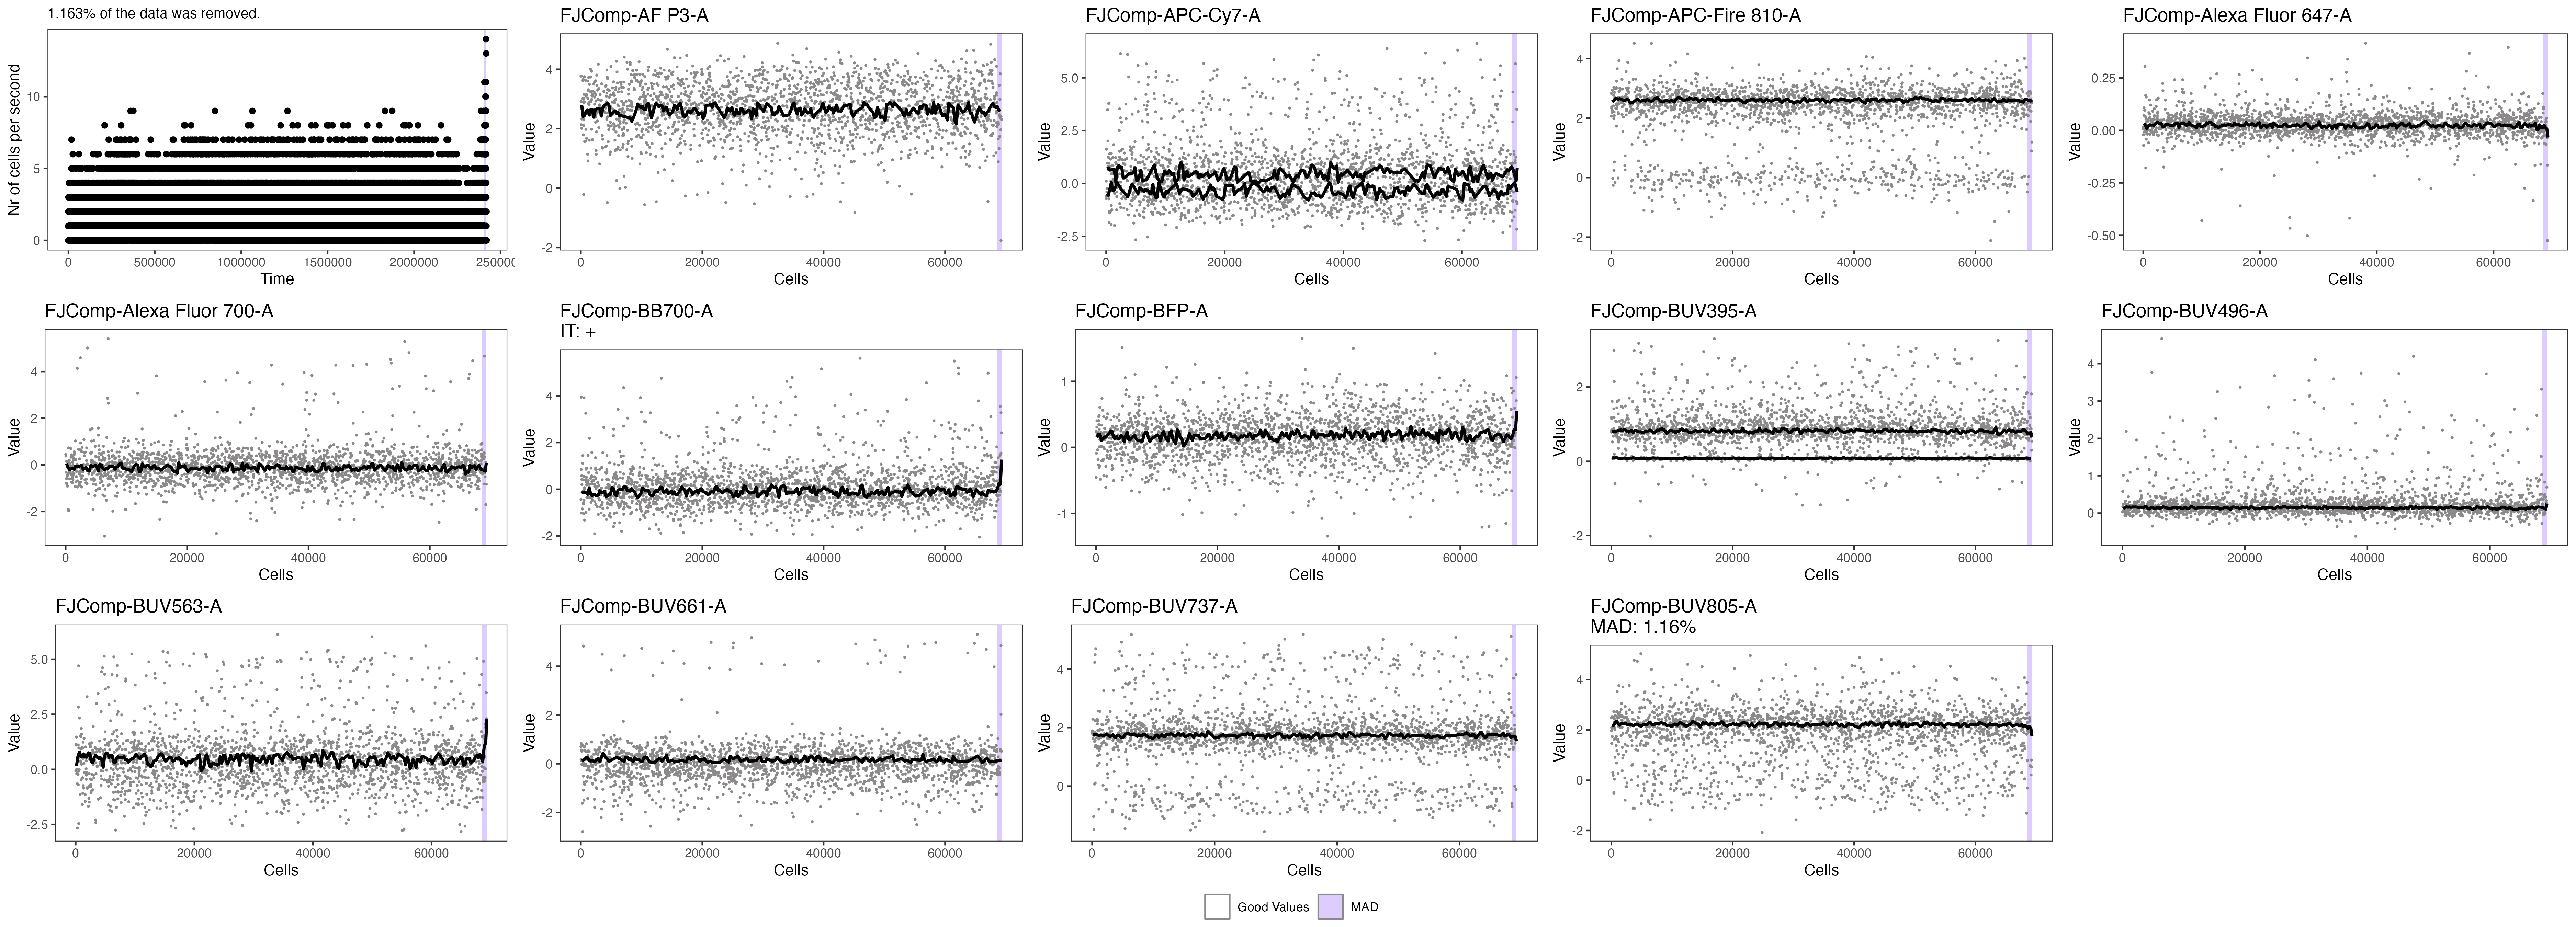 1.163% of the data was removed.
Nr of cells per second
10
5
0
0
500000
1000000
1500000
2000000
250000
Time
FJComp-AF P3-A
Value
4
2
0
-2
0
20000
40000
60000
Cells
FJComp-APC-Cy7-A
Value
5.0
2.5
0.0
-2.5
0
20000
40000
60000
Cells
FJComp-APC-Fire 810-A
Value
4
2
0
-2
0
20000
40000
60000
Cells
FJComp-Alexa Fluor 647-A
Value
0.25
0.00
-0.25
-0.50
0
20000
40000
60000
Cells
FJComp-Alexa Fluor 700-A
Value
4
2
0
-2
0
20000
40000
60000
Cells
FJComp-BB700-A
IT: +
Value
4
2
0
-2
0
20000
40000
60000
Cells
FJComp-BFP-A
Value
1
0
-1
0
20000
40000
60000
Cells
FJComp-BUV395-A
Value
2
0
-2
0
20000
40000
60000
Cells
FJComp-BUV496-A
Value
4
3
2
1
0
0
20000
40000
60000
Cells
FJComp-BUV563-A
Value
5.0
2.5
0.0
-2.5
0
20000
40000
60000
Cells
FJComp-BUV661-A
Value
4
2
0
-2
0
20000
40000
60000
Cells
FJComp-BUV737-A
Value
4
2
0
0
20000
40000
60000
Cells
FJComp-BUV805-A
MAD: 1.16%
Value
4
2
0
-2
0
20000
40000
60000
Cells
Good Values
MAD